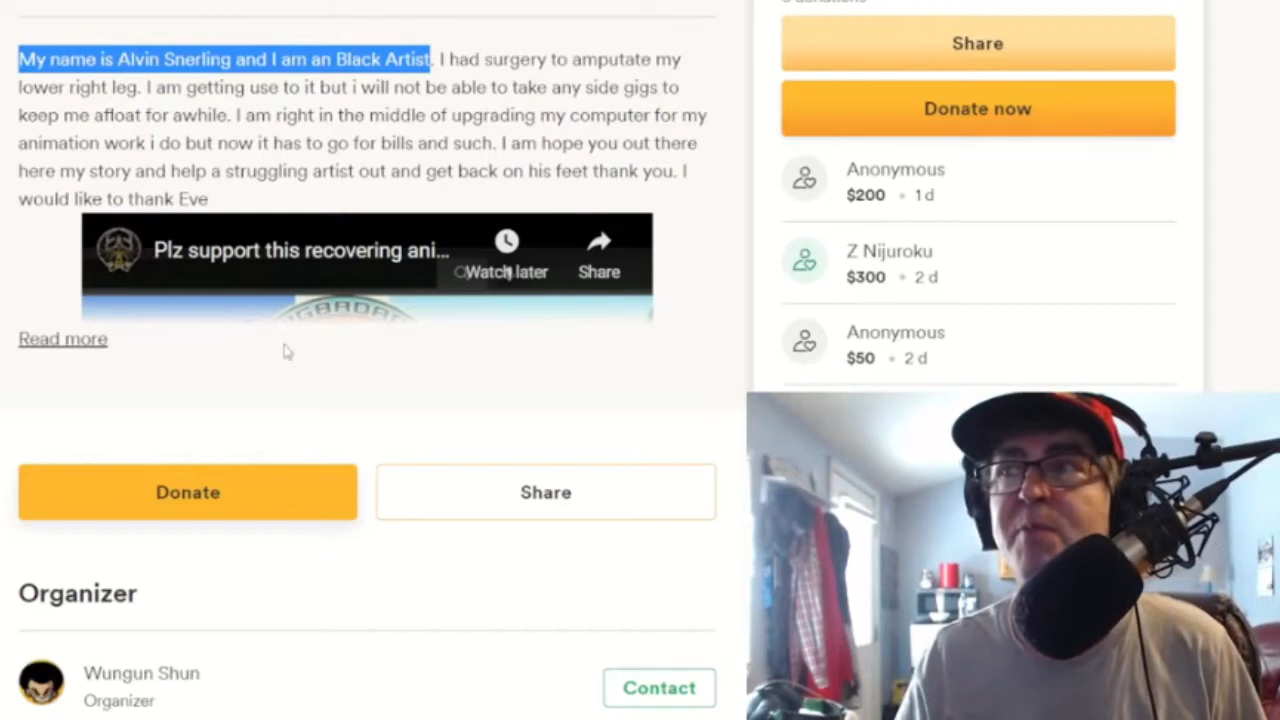 My name is Alvin Snerling and I am an Black Artist. I had surgery to amputate my
lower right leg. I am getting use to it but i will not be able to take any side gigs to
keep me afloat for awhile. I am right in the middle of upgrading my computer for my
animation work i do but now it has to go for bills and such. I am hope you out there
here my story and help a struggling artist out and get back on his feet thank you. I
would like to thank Eve
Plz support this recovering ani...
Watch later
Share
Read more
Donate
Share
Organizer
Wungun Shun
Organizer
Contact
Share
Donate now
Anonymous
$200 • 1 d
Z Nijuroku
$300 • 2 d
Anonymous
$50 • 2 d